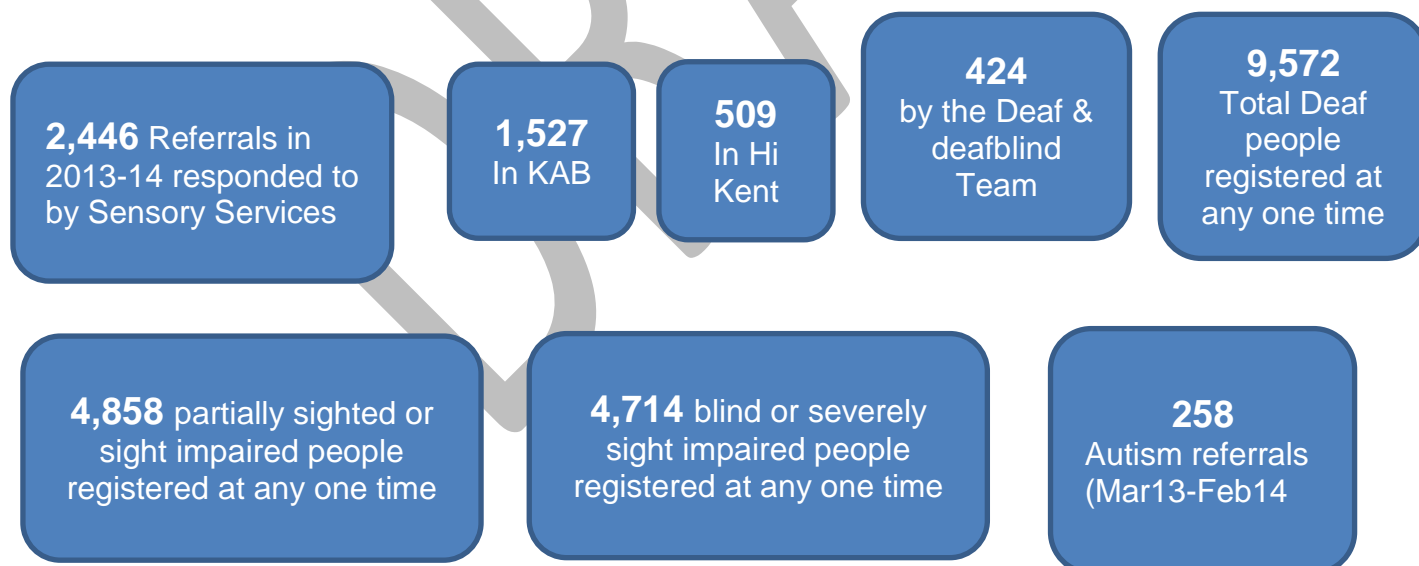 2,446 Referrals in
2013-14 responded to
by Sensory Services
1,527
In KAB
509
In Hi
Kent
424
by the Deaf &
deafblind
Team
9,572
Total Deaf
people
registered at
any one time
4,858 partially sighted or
sight impaired people
registered at any one time
4,714 blind or severely
sight impaired people
registered at any one time
258
Autism referrals
(Mar13-Feb14